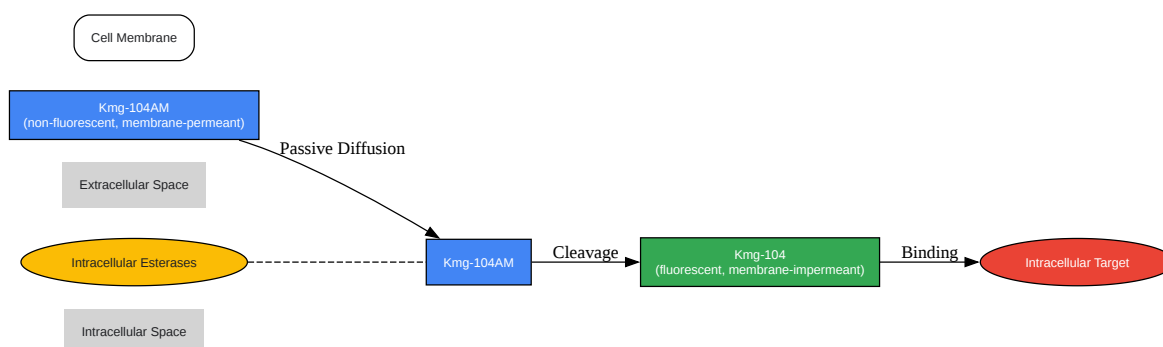 Cell Membrane
Kmg-104AM
(non-fluorescent, membrane-permeant)
Passive Diffusion
Extracellular Space
Intracellular Esterases
Kmg-104AM
Cleavage
Kmg-104
(fluorescent, membrane-impermeant)
Binding
Intracellular Target
Intracellular Space